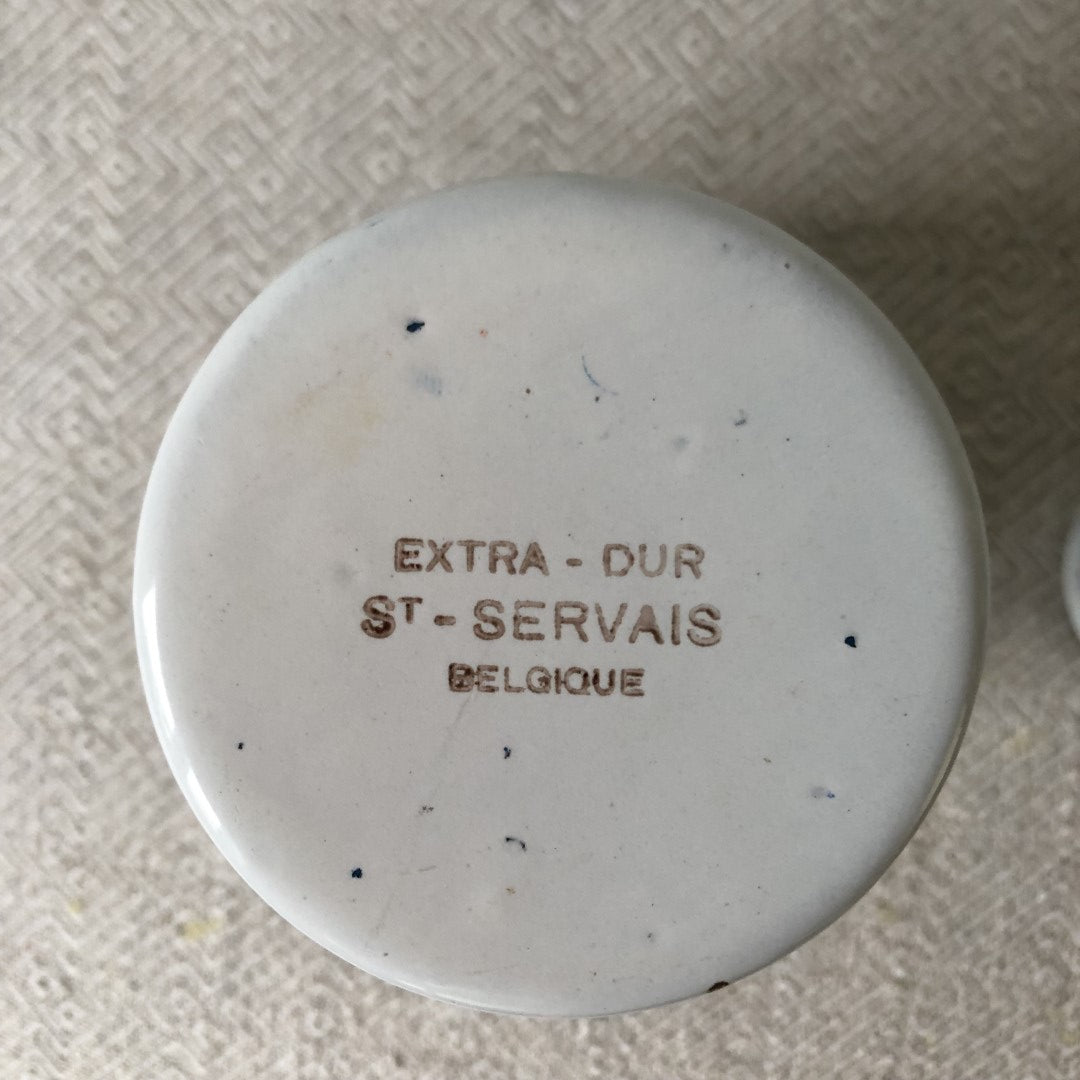 EXTRA - DUR
ST - SERVAIS
BELGIQUE